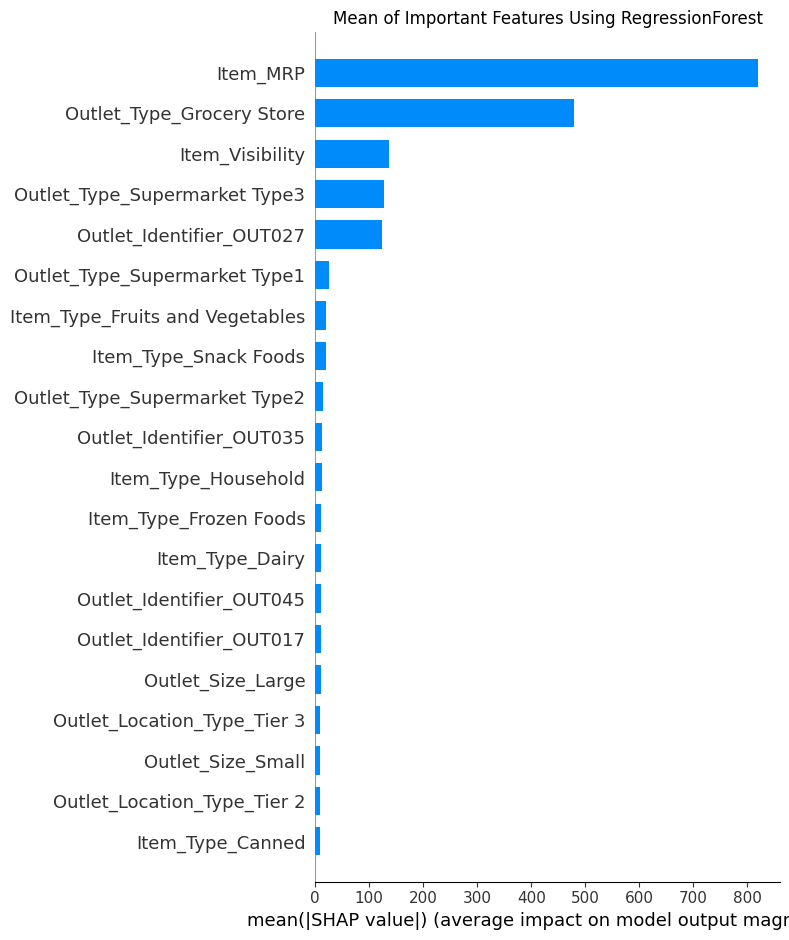 Mean of Important Features Using RegressionForest
Item_MRP
Outlet_Type_Grocery Store
Item_Visibility
Outlet_Type_Supermarket Type3
Outlet_Identifier_OUT027
Outlet_Type_Supermarket Type1
Item_Type_Fruits and Vegetables
Item_Type_Snack Foods
Outlet_Type_Supermarket Type2
Outlet_Identifier_OUT035
Item_Type_Household
Item_Type_Frozen Foods
Item_Type_Dairy
Outlet_Identifier_OUT045
Outlet_Identifier_OUT017
Outlet_Size_Large
Outlet_Location_Type_Tier 3
Outlet_Size_Small
Outlet_Location_Type_Tier 2
Item_Type_Canned
0 100 200 300 400 500 600 700 800
mean(|SHAP value|) (average impact on model output